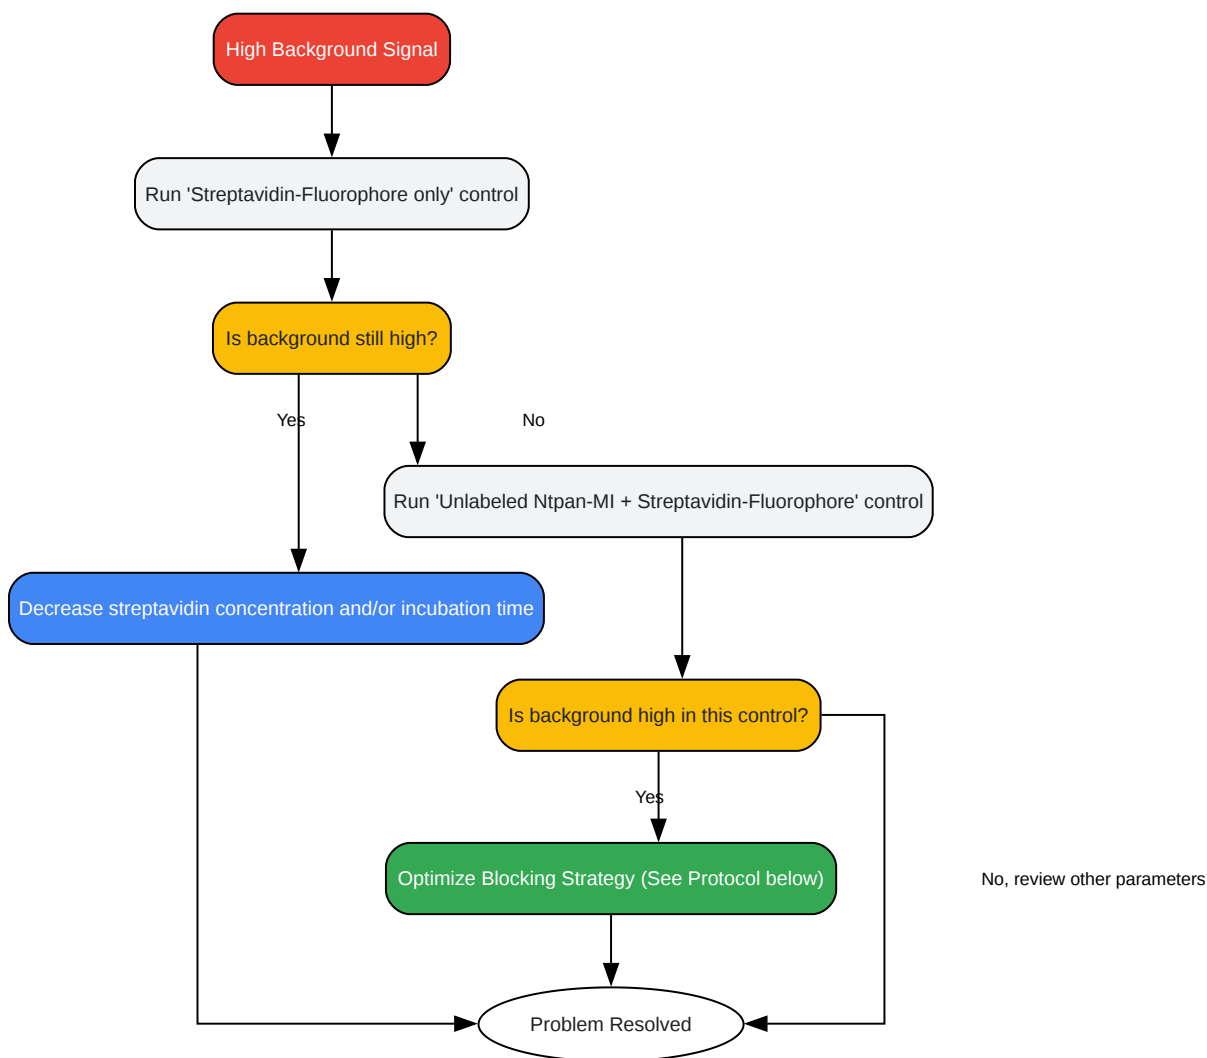 High Background Signal
Run 'Streptavidin-Fluorophore only' control
Is background still high?
Yes
No
Run 'Unlabeled Ntpan-MI + Streptavidin-Fluorophore' control
Decrease streptavidin concentration and/or incubation time
Is background high in this control?
Yes
Optimize Blocking Strategy (See Protocol below)
No, review other parameters
Problem Resolved